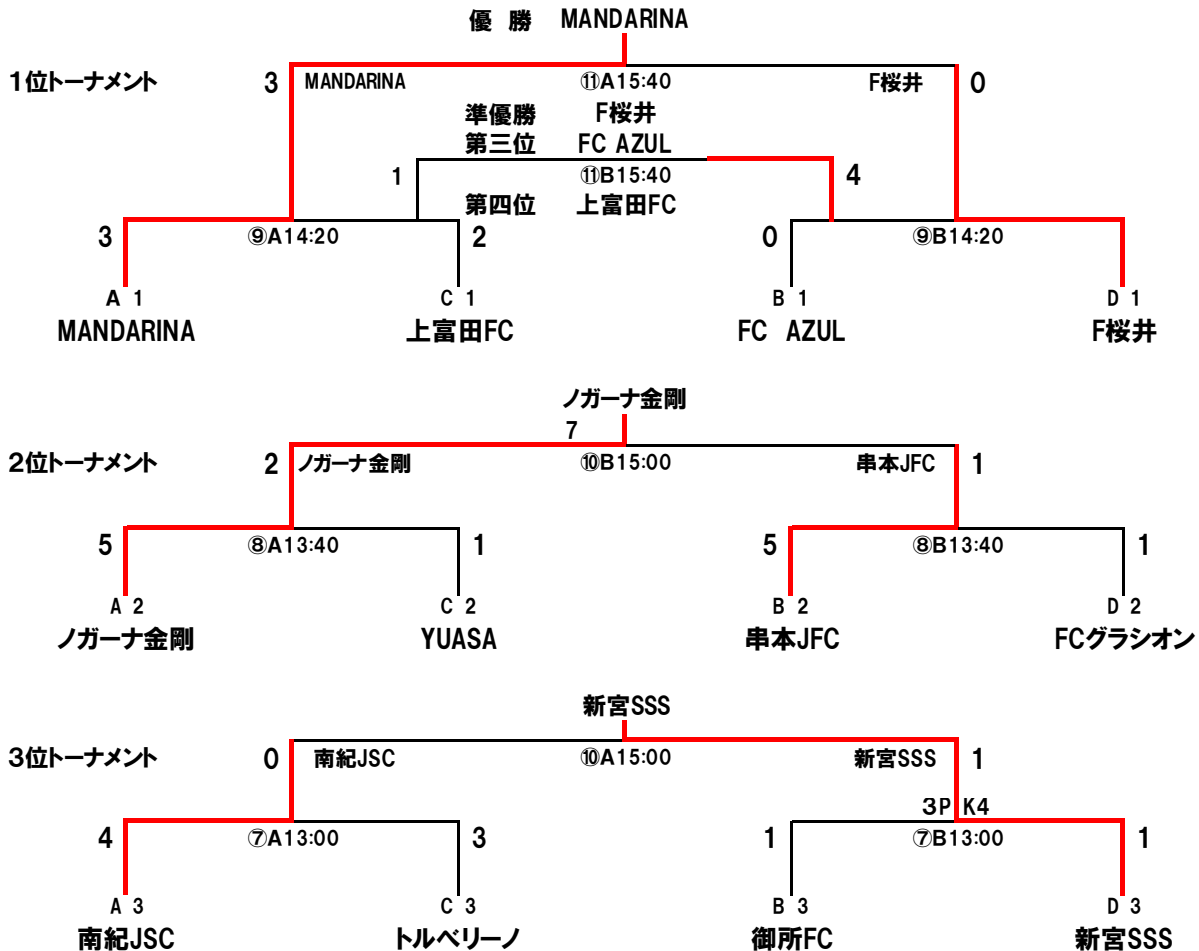 優 勝 MANDARINA
1位トーナメント 3 MANDARINA ⑪A15:40 F桜井 0
準優勝 F桜井
第三位 FC AZUL
1 ⑪B15:40 4
第四位 上富田FC
3 ⑨A14:20 2 0 ⑨B14:20
A 1 C 1 B 1 D 1
MANDARINA 上富田FC FC AZUL F桜井
ノガーナ金剛
7
2位トーナメント 2 ノガーナ金剛 ⑩B15:00 串本JFC 1
5 ⑧A13:40 1 5 ⑧B13:40 1
A 2 C 2 B 2 D 2
ノガーナ金剛 YUASA 串本JFC FCグラシオン
新宮SSS
3位トーナメント 0 南紀JSC ⑩A15:00 新宮SSS 1
3P K4
4 ⑦A13:00 3 1 ⑦B13:00 1
A 3 C 3 B 3 D 3
南紀JSC トルベリーノ 御所FC 新宮SSS